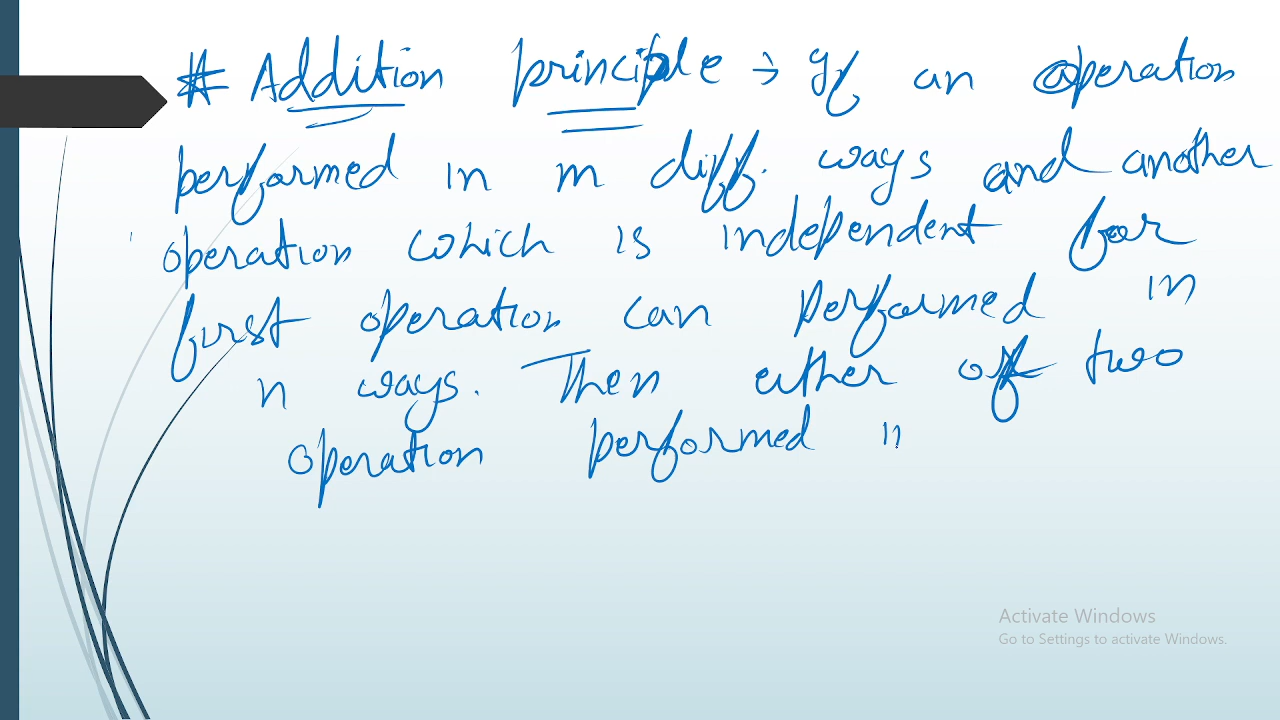 # Addition principle → If an operation
performed in m diff. ways and another
operation which is independent for
first operation can performed in
n ways. Then either of two
operation performed in
Activate Windows
Go to Settings to activate Windows.